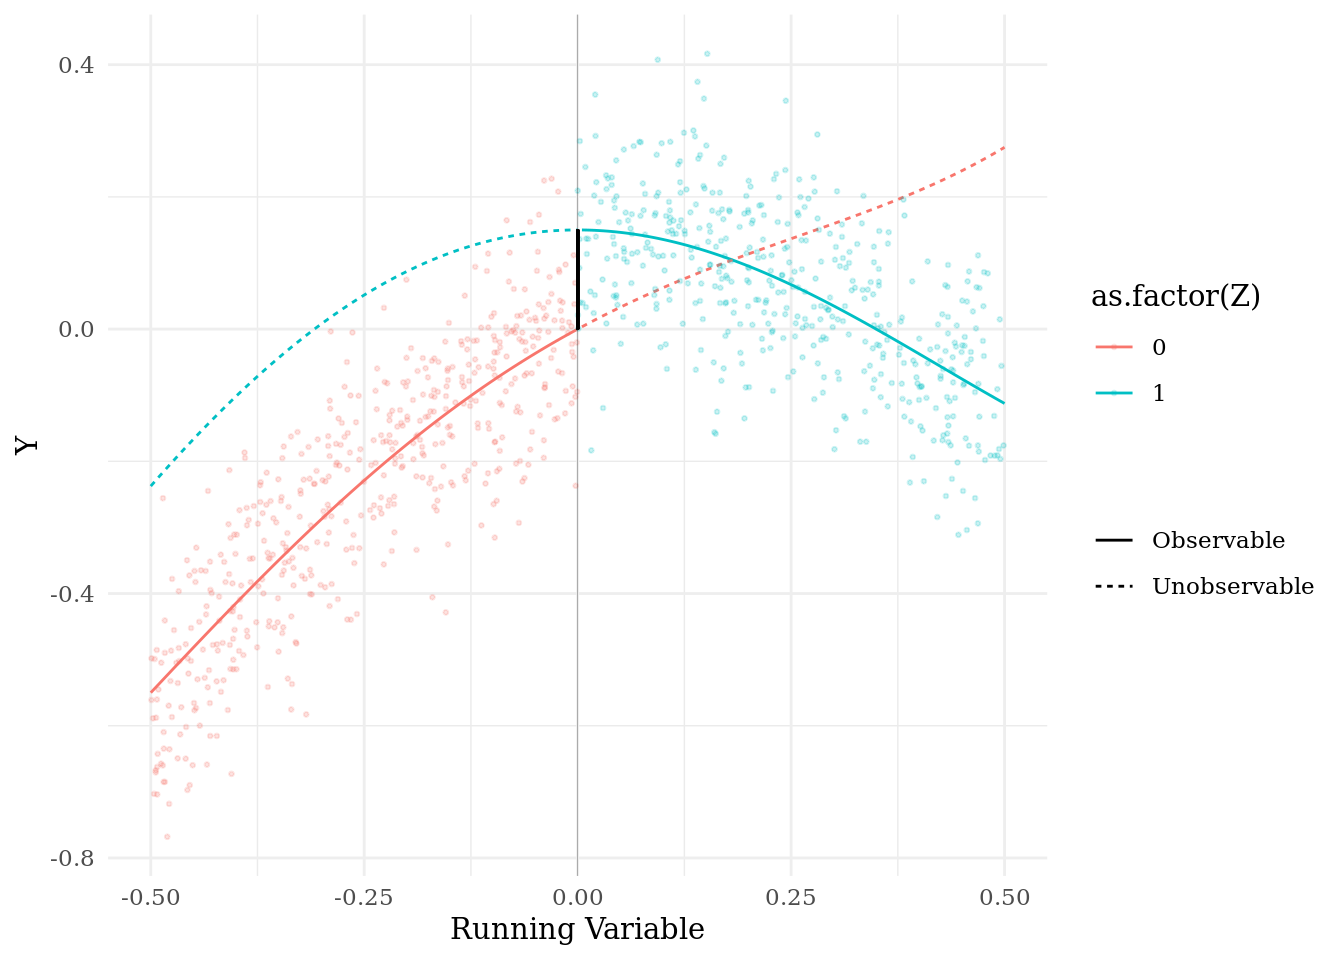 0.4
0.0
-0.4
-0.8
Y
-0.50
-0.25
0.00
0.25
0.50
Running Variable
as.factor(Z)
0
1
Observable
Unobservable